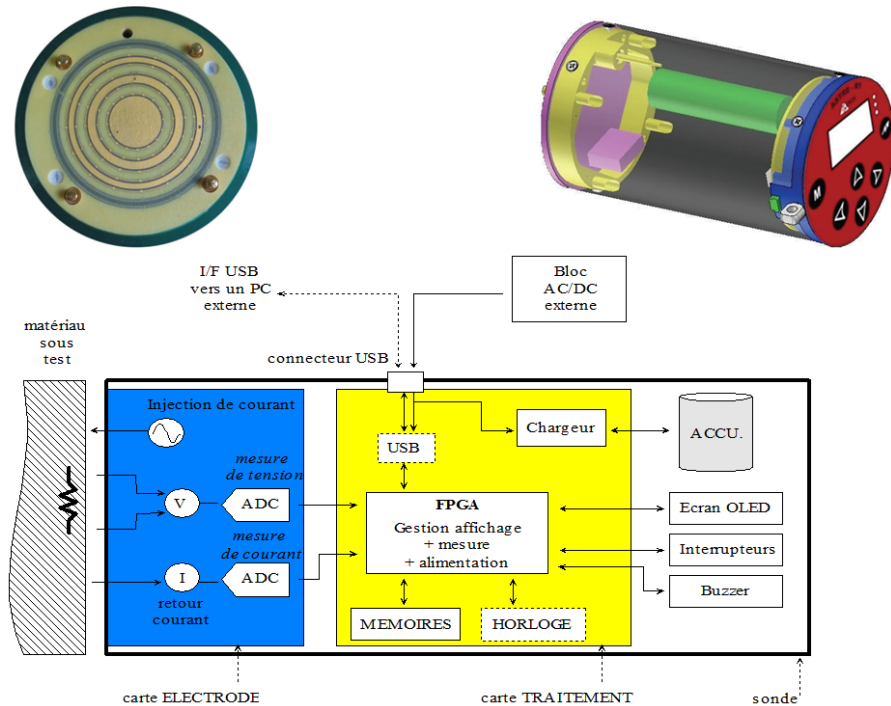 M
I/F USB
vers un PC
externe
Bloc
AC/DC
externe
matériau
sous
test
connecteur USB
Injection de courant
mesure
de tension
V
ADC
mesure
de courant
I
ADC
retour
courant
USB
Chargeur
ACCU.
FPGA
Gestion affichage
+ mesure
+ alimentation
Ecran OLED
Interrupteurs
Buzzer
MEMOIRES
HORLOGE
carte ELECTRODE
carte TRAITEMENT
sonde